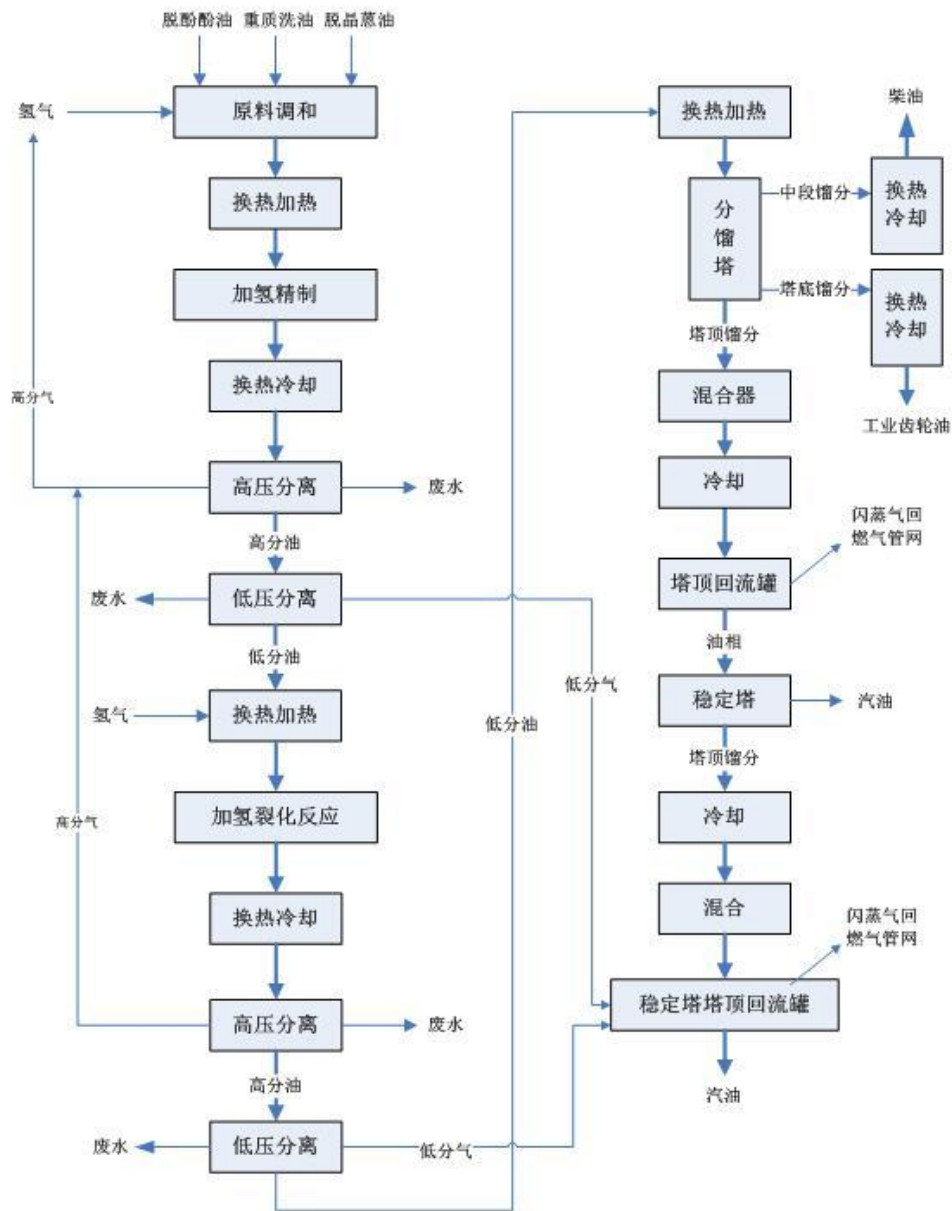 脱酚酚油 重质洗油 脱晶蒽油
氢气
原料调和
换热加热
加氢精制
换热冷却
高分气
高压分离
废水
高分油
废水
低压分离
低分油
氢气
换热加热
加氢裂化反应
高分气
换热冷却
高压分离
废水
高分油
废水
低压分离
低分气
低分油
低分气
换热加热
柴油
分
馏
塔
中段馏分
换热
冷却
塔底馏分
换热
冷却
工业齿轮油
塔顶馏分
混合器
冷却
闪蒸气回
燃气管网
塔顶回流罐
油相
稳定塔
汽油
塔顶馏分
冷却
混合
闪蒸气回
燃气管网
稳定塔塔顶回流罐
汽油